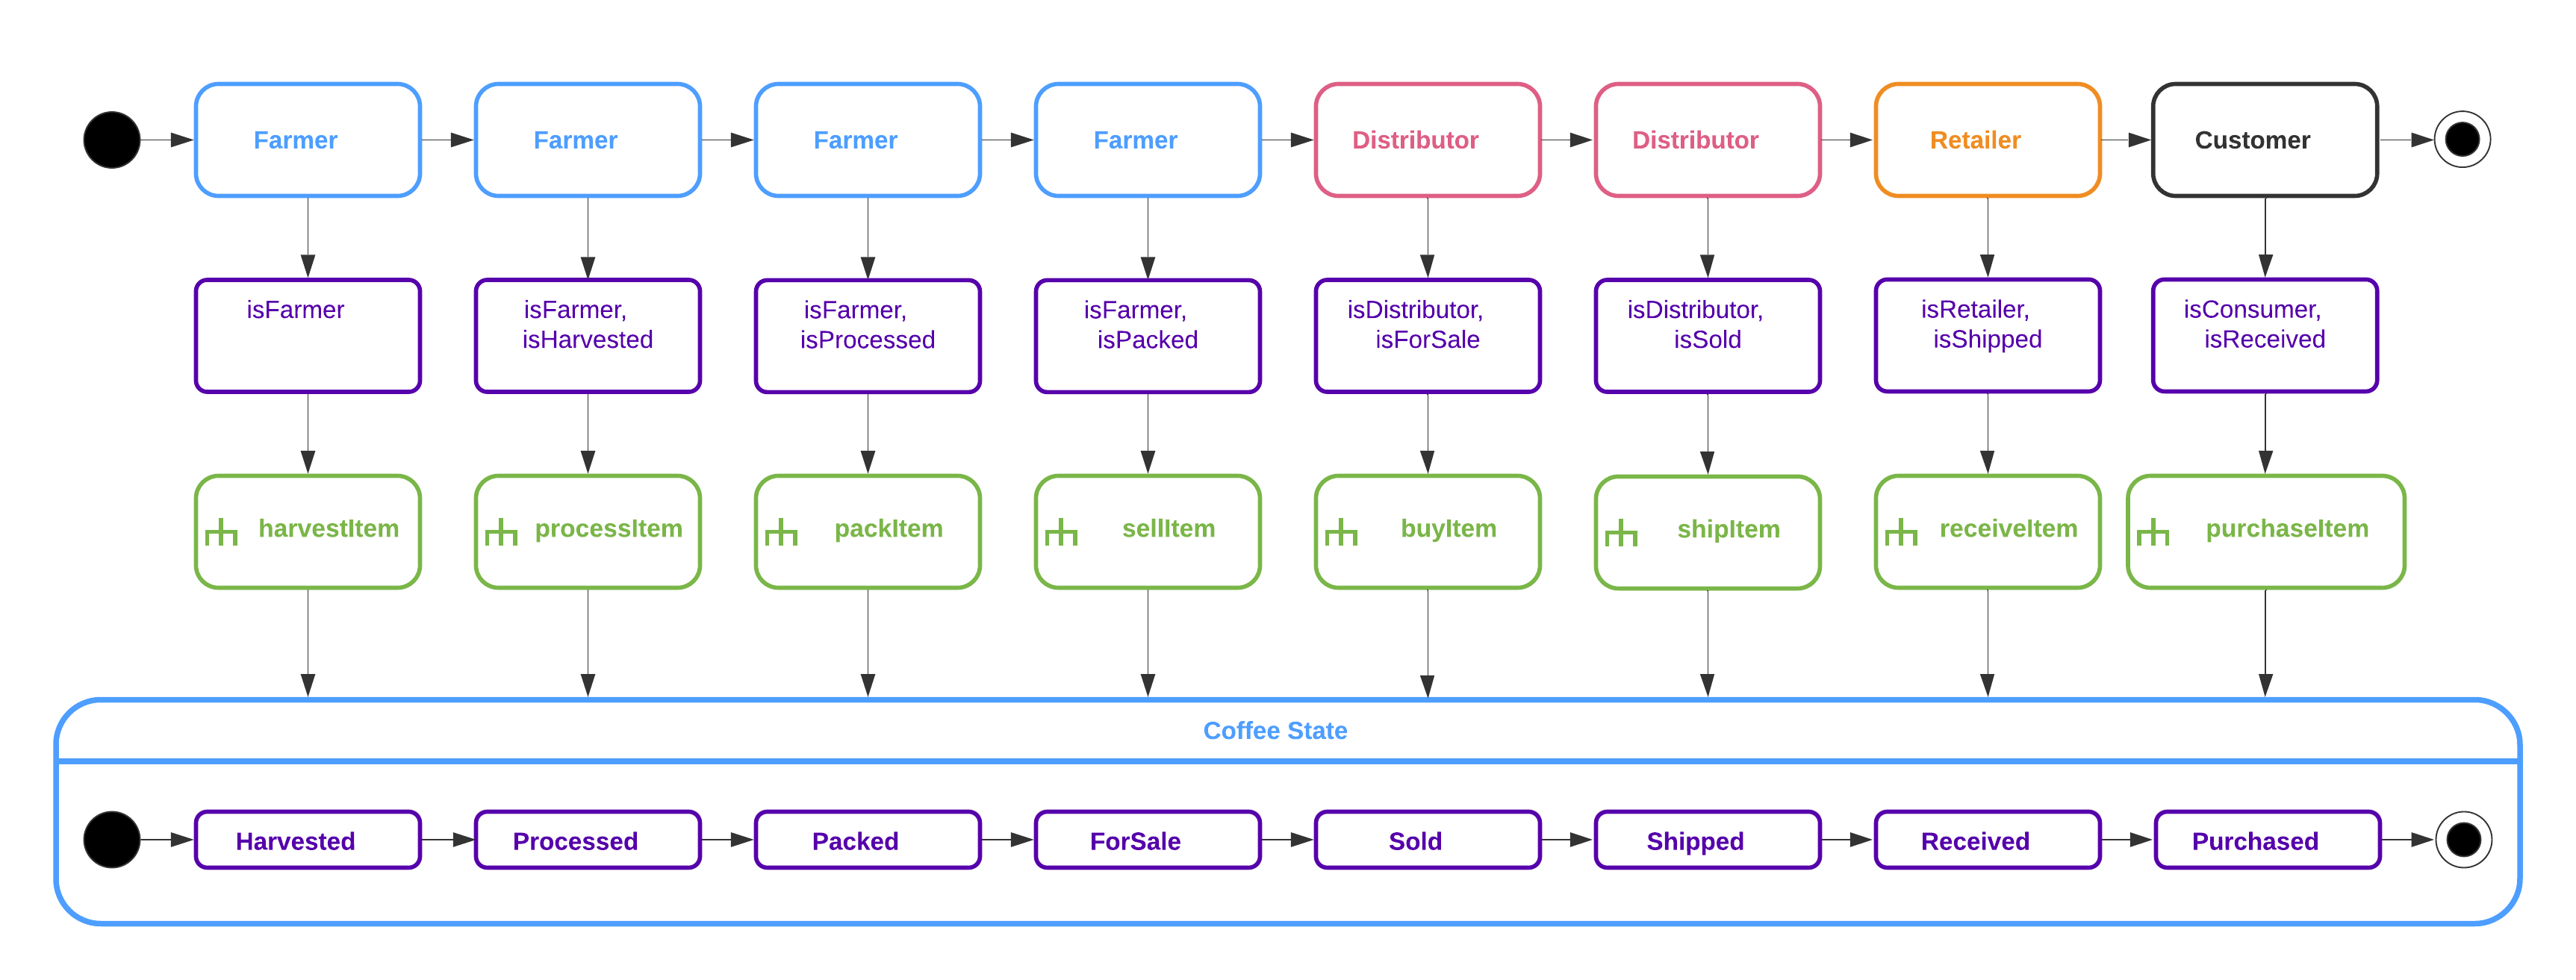 Farmer
Farmer
Farmer
Farmer
Distributor
Distributor
Retailer
Customer
isFarmer
isFarmer,
isHarvested
isFarmer,
isProcessed
isFarmer,
isPacked
isDistributor,
isForSale
isDistributor,
isSold
isRetailer,
isShipped
isConsumer,
isReceived
harvestItem
processItem
packItem
sellItem
buyItem
shipItem
receiveItem
purchaseItem
Coffee State
Harvested
Processed
Packed
ForSale
Sold
Shipped
Received
Purchased